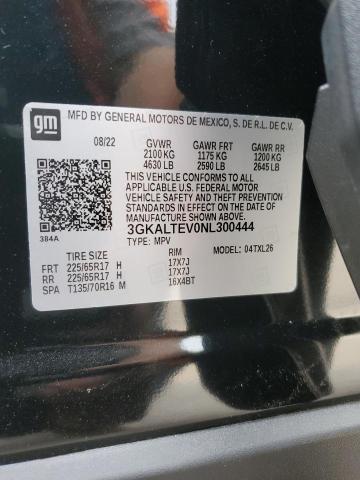 gm
MFD BY GENERAL MOTORS DE MEXICO, S. DE R.L. DE C.V.
08/22 GVWR GAWR FRT GAWR RR
2100 KG 1175 KG 1200 KG
4630 LB 2590 LB 2645 LB
THIS VEHICLE CONFORMS TO ALL
APPLICABLE U.S. FEDERAL MOTOR
VEHICLE SAFETY AND THEFT
PREVENTION STANDARDS IN EFFECT
ON THE DATE OF MANUFACTURE
SHOWN ABOVE.
384A
3GKALTEV0NL300444
TYPE: MPV MODEL: 04TXL26
TIRE SIZE RIM
FRT 225/65R17 H 17X7J
RR 225/65R17 H 17X7J
SPA T135/70R16 M 16X4BT